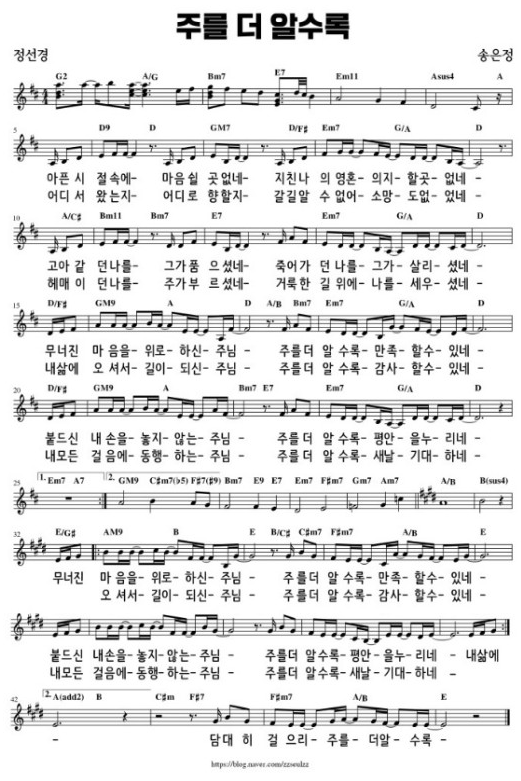 주를 더 알수록
정선경 송은정
G2 A/G Bm7 E7 Em11 Asus4 A
5 D9 D GM7 D/F# Em7 G/A D
아픈 시 절 속에- 마음 쉴 곳 없네- 지친 나 의 영혼- 의지- 할 곳- 없네 -
어디 서 왔는지- 어디로 향할지- 갈길 알 수 없어- 소망- 도 없- 었네 -
10 A/C# Bm11 Bm7 E7 Em7 G/A D
고아 같 던 나를- 그가 품 으셨네- 죽어가 던 나를- 그가- 살리- 셨네 -
헤매 이 던 나를- 주가 부 르셨네- 거룩한 길 위에- 나를- 세우- 셨네 -
15 D/F# GM9 A D A/B Bm7 Em7 G/A D
무너진 마 음을- 위로- 하신- 주님 - 주를 더 알 수록- 만족- 할수- 있네 -
내삶에 오 셔서- 길이- 되신- 주님 - 주를 더 알 수록- 감사- 할수- 있네 -
20 D/F# GM9 A Bm7 E7 Em7 G/A D
붙드신 내 손을- 놓지- 않는- 주님 - 주를 더 알 수록- 평안- 을누- 리네 -
내모든 걸 음에- 동행- 하는- 주님 - 주를 더 알 수록- 새날- 기대- 하네 -
25 1. Em7 A7 2. GM9 C#m7(b5) F#7(#9) Bm7 E9 E7 Em7 F#m7 Gm7 Am7 Gm7 A/B B(sus4)
32 E/G# AM9 B E B/C# C#m7 F#m7 A/B E
무너진 마 음을- 위로- 하신- 주님 - 주를 더 알 수록- 만족- 할수- 있네 -
오 셔서- 길이- 되신- 주님 - 주를 더 알 수록- 감사- 할수- 있네 -
붙드신 내 손을- 놓지- 않는- 주님 - 주를더 알 수록- 평안- 을누- 리네 - 내삶에
내모든 걸 음에- 동행- 하는- 주님 - 주를더 알 수록- 새날- 기대- 하네 -
42 2. A(add2) B C#m F#7 F#m7 A/B E
- 담대 히 걸 으리- 주를- 더알- 수록 -
https://blog.naver.com/zzseulzz